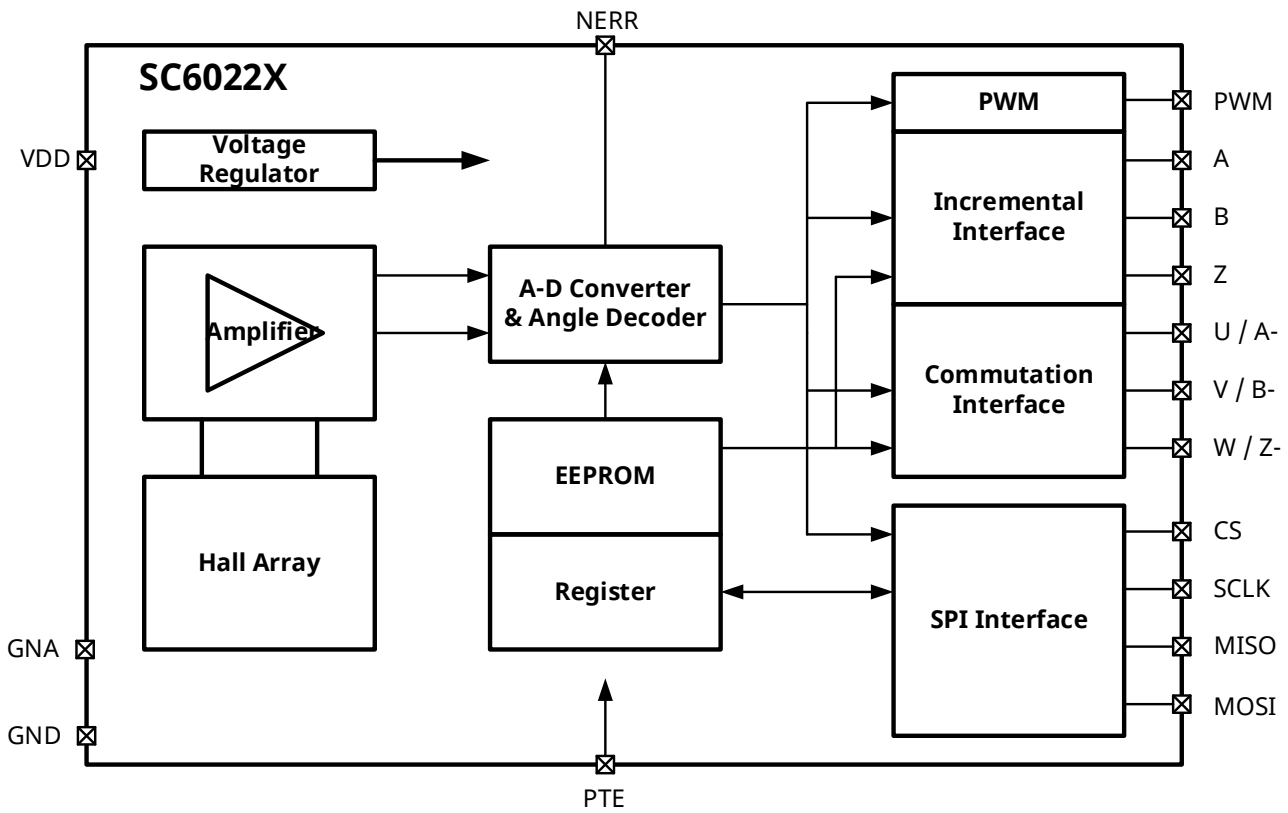 NERR
SC6022X
VDD
Voltage
Regulator
Amplifier
Hall Array
A-D Converter
& Angle Decoder
EEPROM
Register
PWM
Incremental
Interface
Commutation
Interface
SPI Interface
PWM
A
B
Z
U / A-
V / B-
W / Z-
CS
SCLK
MISO
MOSI
GNA
GND
PTE